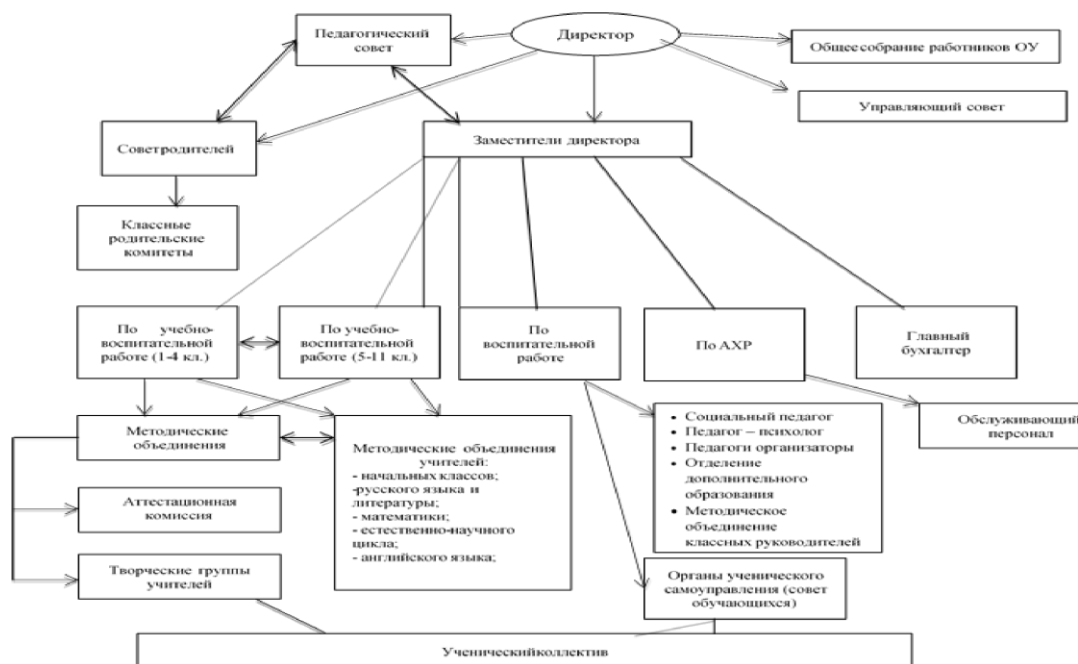 Педагогический
совет
Директор
Общее собрание работников ОУ
Управляющий совет
Советродителей
Заместители директора
Классные
родительские
комитеты
По учебно-
воспитательной
работе (1-4 кл.)
По учебно-
воспитательной
работе (5-11 кл.)
По
воспитательной
работе
По АХР
Главный
бухгалтер
Методические
объединения
Методические объединения
учителей:
- начальных классов;
-русского языка и
литературы;
- математики;
- естественно-научного
цикла;
- английского языка;
• Социальный педагог
• Педагог – психолог
• Педагоги организаторы
• Отделение
дополнительного
образования
• Методическое
объединение
классных руководителей
Обслуживающий
персонал
Аттестационная
комиссия
Творческие группы
учителей
Органы ученического
самоуправления (совет
обучающихся)
Ученическийколлектив